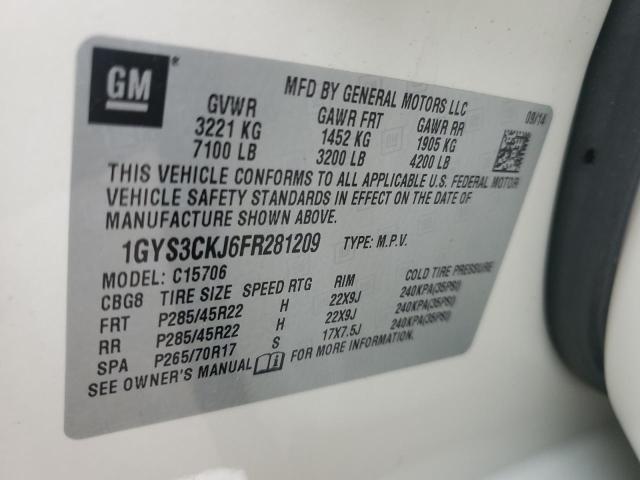 GM
MFD BY GENERAL MOTORS LLC
08/14
GVWR GAWR FRT GAWR RR
3221 KG 1452 KG 1905 KG
7100 LB 3200 LB 4200 LB
THIS VEHICLE CONFORMS TO ALL APPLICABLE U.S. FEDERAL MOTOR
VEHICLE SAFETY STANDARDS IN EFFECT ON THE DATE OF
MANUFACTURE SHOWN ABOVE.
1GYS3CKJ6FR281209 TYPE: M.P.V.
MODEL: C15706
CBG8 TIRE SIZE SPEED RTG RIM COLD TIRE PRESSURE
FRT P285/45R22 H 22X9J 240KPA(35PSI)
RR P285/45R22 H 22X9J 240KPA(35PSI)
SPA P265/70R17 S 17X7.5J 240KPA(35PSI)
SEE OWNER'S MANUAL FOR MORE INFORMATION.